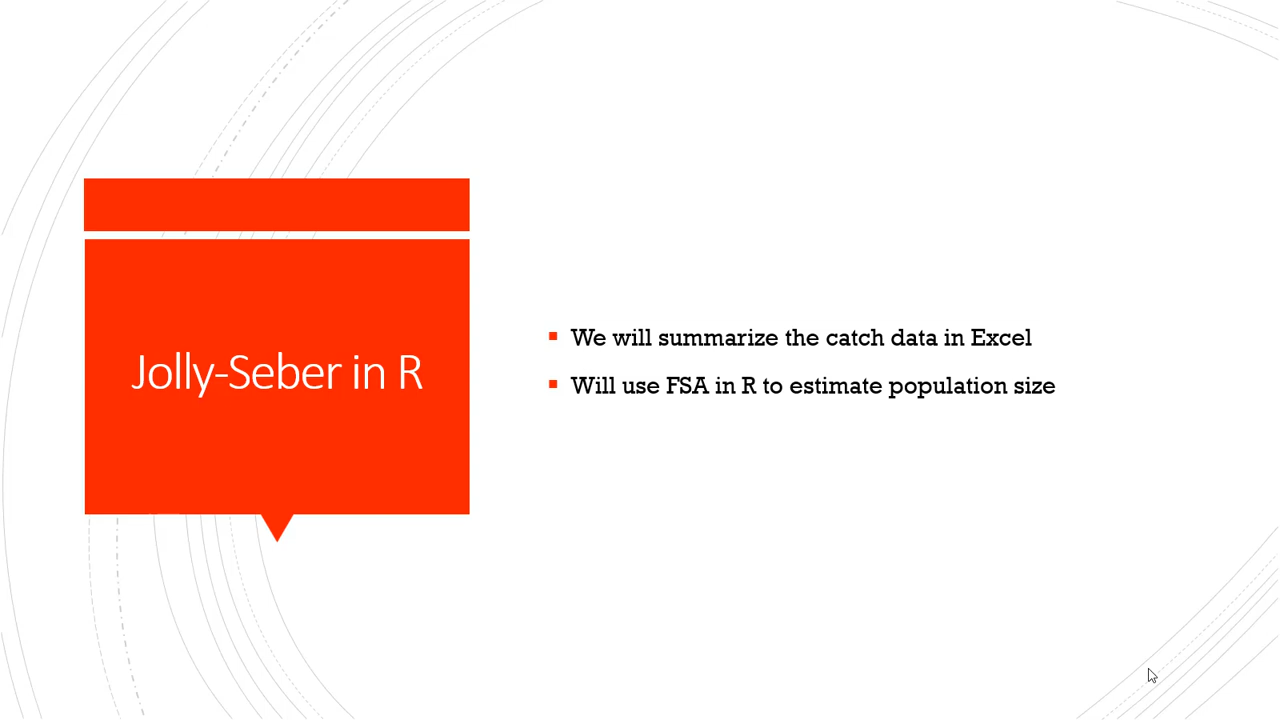 Jolly-Seber in R
We will summarize the catch data in Excel
Will use FSA in R to estimate population size